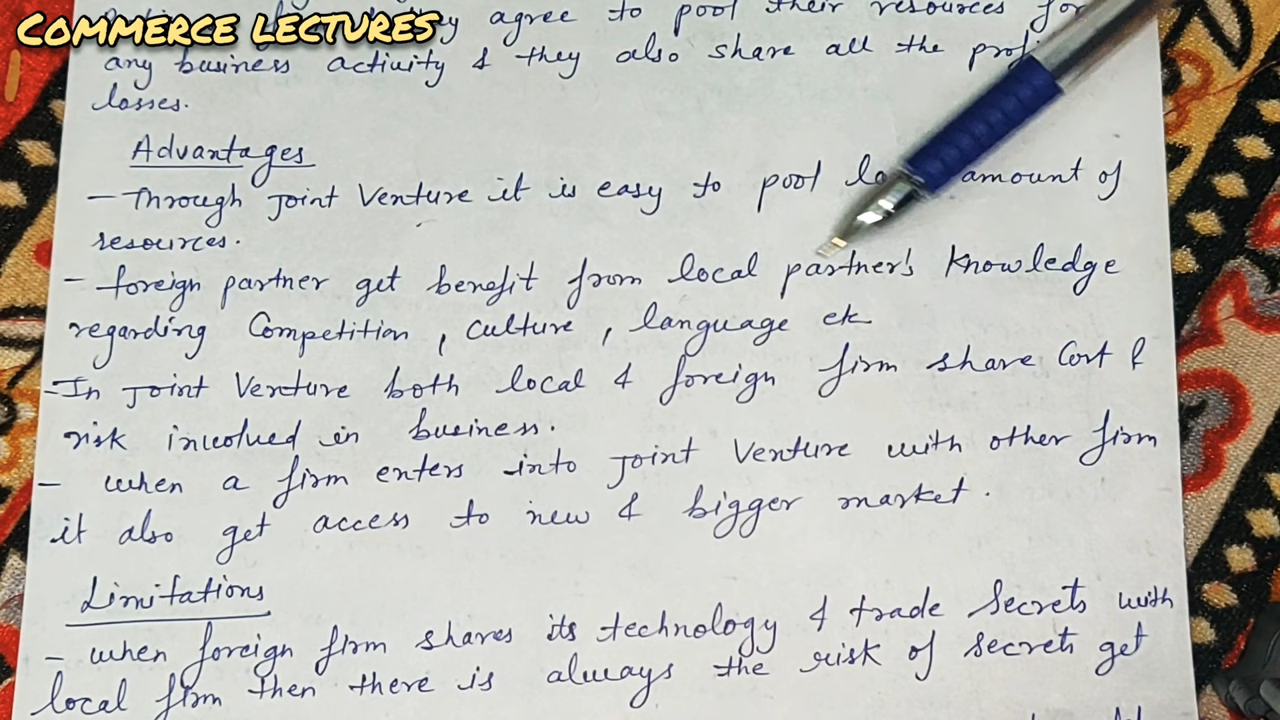 COMMERCE LECTURES
agree to pool their resources for
any business activity & they also share all the
losses.
Advantages
- Through Joint Venture it is easy to pool amount of
resources.
- foreign partner get benefit from local partner's knowledge
regarding Competition, culture, language etc
- In Joint Venture both local & foreign firm share Cost &
risk involved in business.
- when a firm enters into Joint Venture with other firm
it also get access to new & bigger market.
Limitations
- when foreign firm shares its technology & trade secrets with
local firm then there is always the risk of secrets get